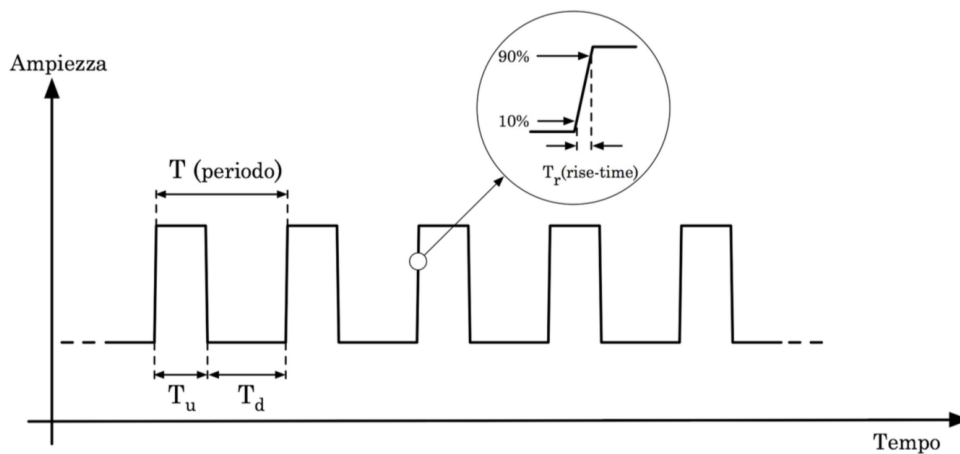 Ampiezza
90%
10%
T (periodo)
Tr(rise-time)
Tu
Td
Tempo